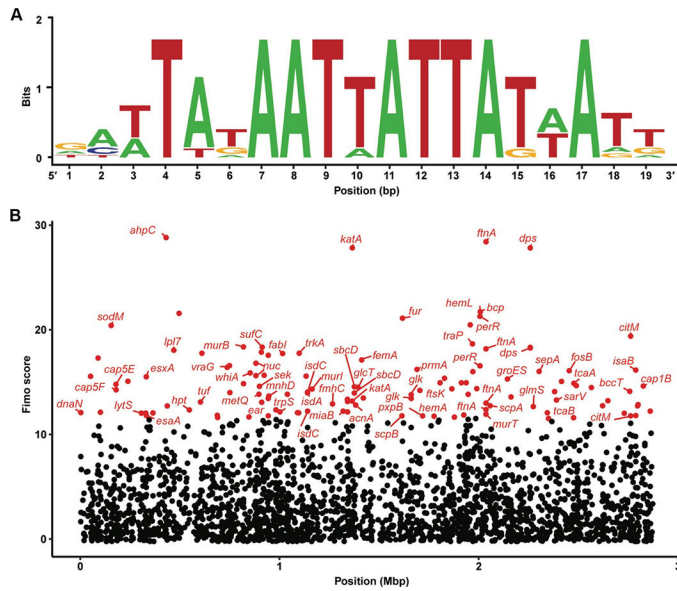 A
2
Bits
1
0
5′ 1 2 3 4 5 6 7 8 9 10 11 12 13 14 15 16 17 18 19 3′
Position (bp)
G A T T A T A A T T A T T A T A A T T
A C A T G A G T A G
T T A A G A
B
30
ahpC katA ftnA dps
20
hemL bcp
sodM fur perR
citM
sufC traP
lpl7 murB fabI trkA sbcD femA ftnA
dps fosB
vraG nuc isdC glcT prmA perR sepA isaB
cap5E esxA whiA sek murI sbcD groES tcaA
cap5F tuf mnhD fmhC katA glk ftsK ftnA glmS bccT cap1B
hpt metQ trpS isdA glk sarV
dnaN lytS ear miaB acnA pxpB hemA ftnA scpA tcaB citM
esaA isdC scpB murT
10
Fimo score
0
0 1 2 3
Position (Mbp)